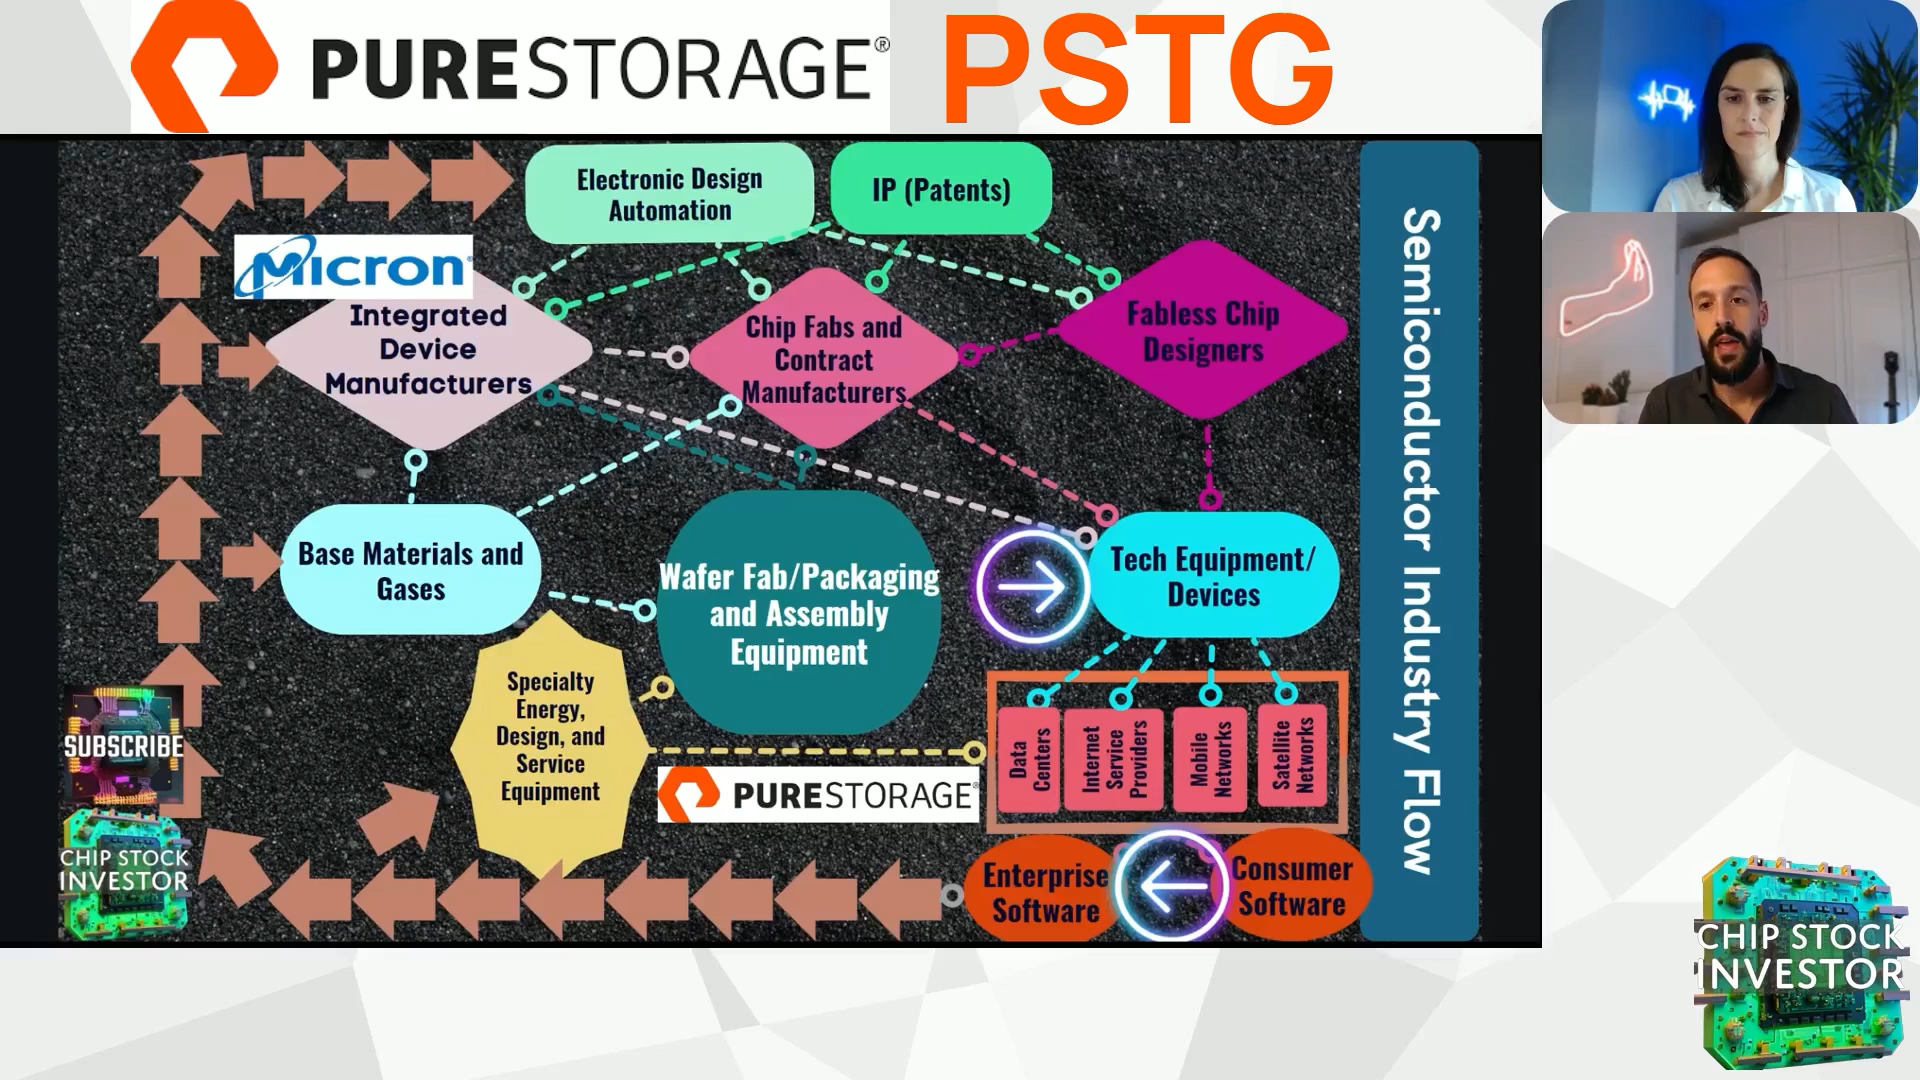 PURESTORAGE®
PSTG
Electronic Design
Automation
IP (Patents)
Micron
Integrated
Device
Manufacturers
Chip Fabs and
Contract
Manufacturers
Fabless Chip
Designers
Base Materials and
Gases
Wafer Fab/Packaging
and Assembly
Equipment
Tech Equipment/
Devices
Specialty
Energy,
Design, and
Service
Equipment
PURESTORAGE®
Data
Centers
Internet
Service
Providers
Mobile
Networks
Satellite
Networks
Enterprise
Software
Consumer
Software
Semiconductor Industry Flow
SUBSCRIBE
CHIP STOCK
INVESTOR
CHIP STOCK
INVESTOR